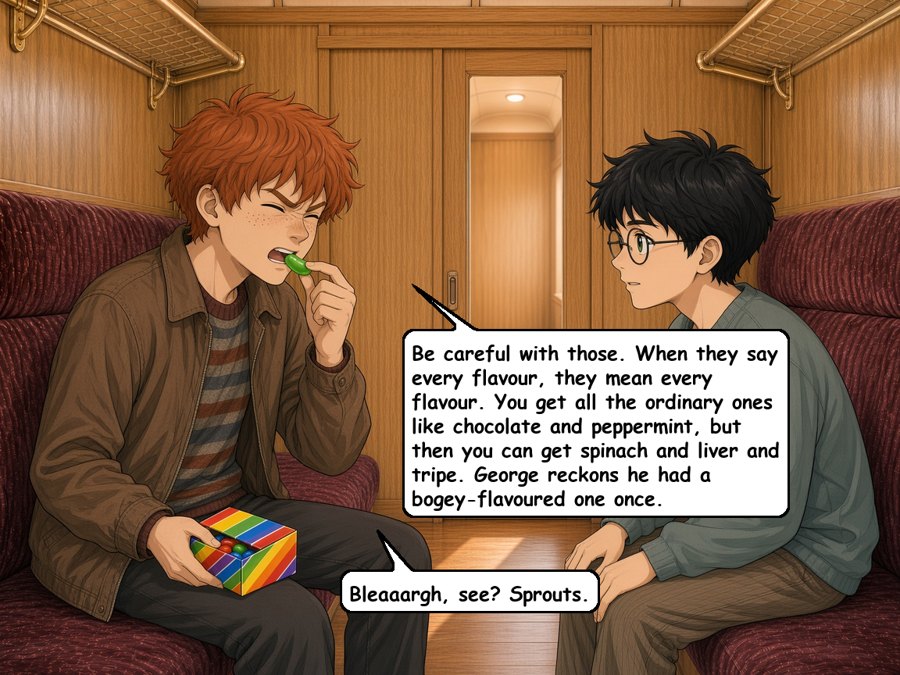 Be careful with those. When they say
every flavour, they mean every
flavour. You get all the ordinary ones
like chocolate and peppermint, but
then you can get spinach and liver and
tripe. George reckons he had a
bogey-flavoured one once.
Bleaaargh, see? Sprouts.